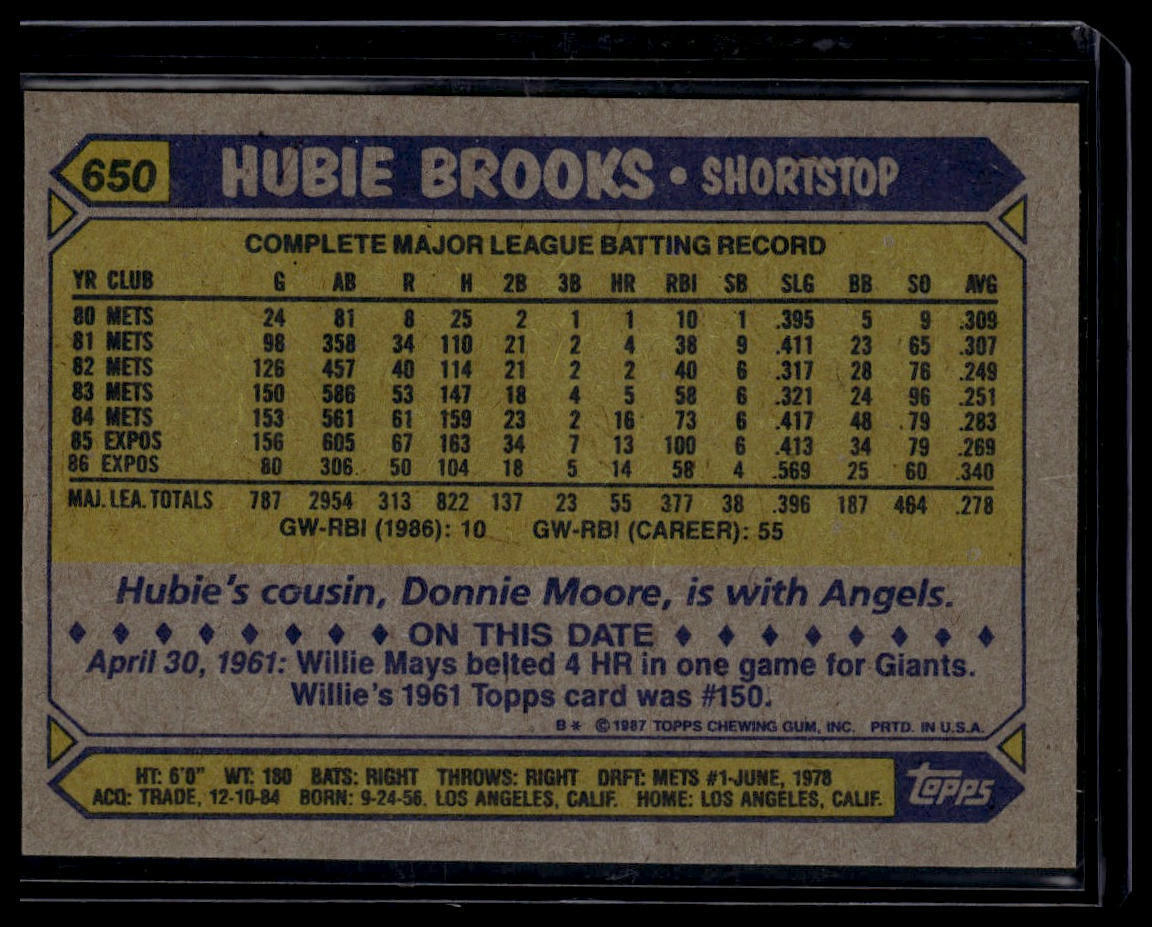 650 HUBIE BROOKS • SHORTSTOP
COMPLETE MAJOR LEAGUE BATTING RECORD
YR CLUB G AB R H 2B 3B HR RBI SB SLG BB SO AVG
80 METS 24 81 8 25 2 1 1 10 1 .395 5 9 .309
81 METS 98 358 34 110 21 2 4 38 9 .411 23 65 .307
82 METS 126 457 40 114 21 2 2 40 6 .317 28 76 .249
83 METS 150 586 53 147 18 4 5 58 6 .321 24 96 .251
84 METS 153 561 61 159 23 2 16 73 6 .417 48 79 .283
85 EXPOS 156 605 67 163 34 7 13 100 6 .413 34 79 .269
86 EXPOS 80 306 50 104 18 5 14 58 4 .569 25 60 .340
MAJ. LEA. TOTALS 787 2954 313 822 137 23 55 377 38 .396 187 464 .278
GW-RBI (1986): 10 GW-RBI (CAREER): 55
Hubie's cousin, Donnie Moore, is with Angels.
ON THIS DATE
April 30, 1961: Willie Mays belted 4 HR in one game for Giants.
Willie's 1961 Topps card was #150.
B* © 1987 TOPPS CHEWING GUM, INC. PRTD. IN U.S.A.
HT: 6'0" WT: 180 BATS: RIGHT THROWS: RIGHT DRFT: METS #1-JUNE, 1978
ACQ: TRADE, 12-10-84 BORN: 9-24-56, LOS ANGELES, CALIF. HOME: LOS ANGELES, CALIF.
topps